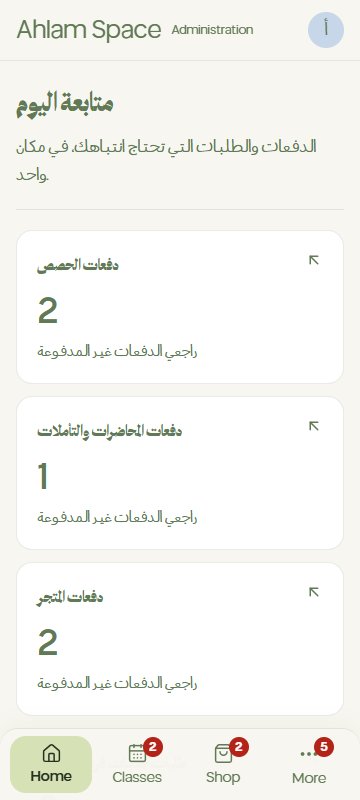 Ahlam Space Administration
أ
متابعة اليوم
الدفعات والطلبات التي تحتاج انتباهك، في مكان
واحد.
دفعات الحصص
2
راجعي الدفعات غير المدفوعة
دفعات المحاضرات والتأملات
1
راجعي الدفعات غير المدفوعة
دفعات المتجر
2
راجعي الدفعات غير المدفوعة
2 2 5
Home Classes Shop More